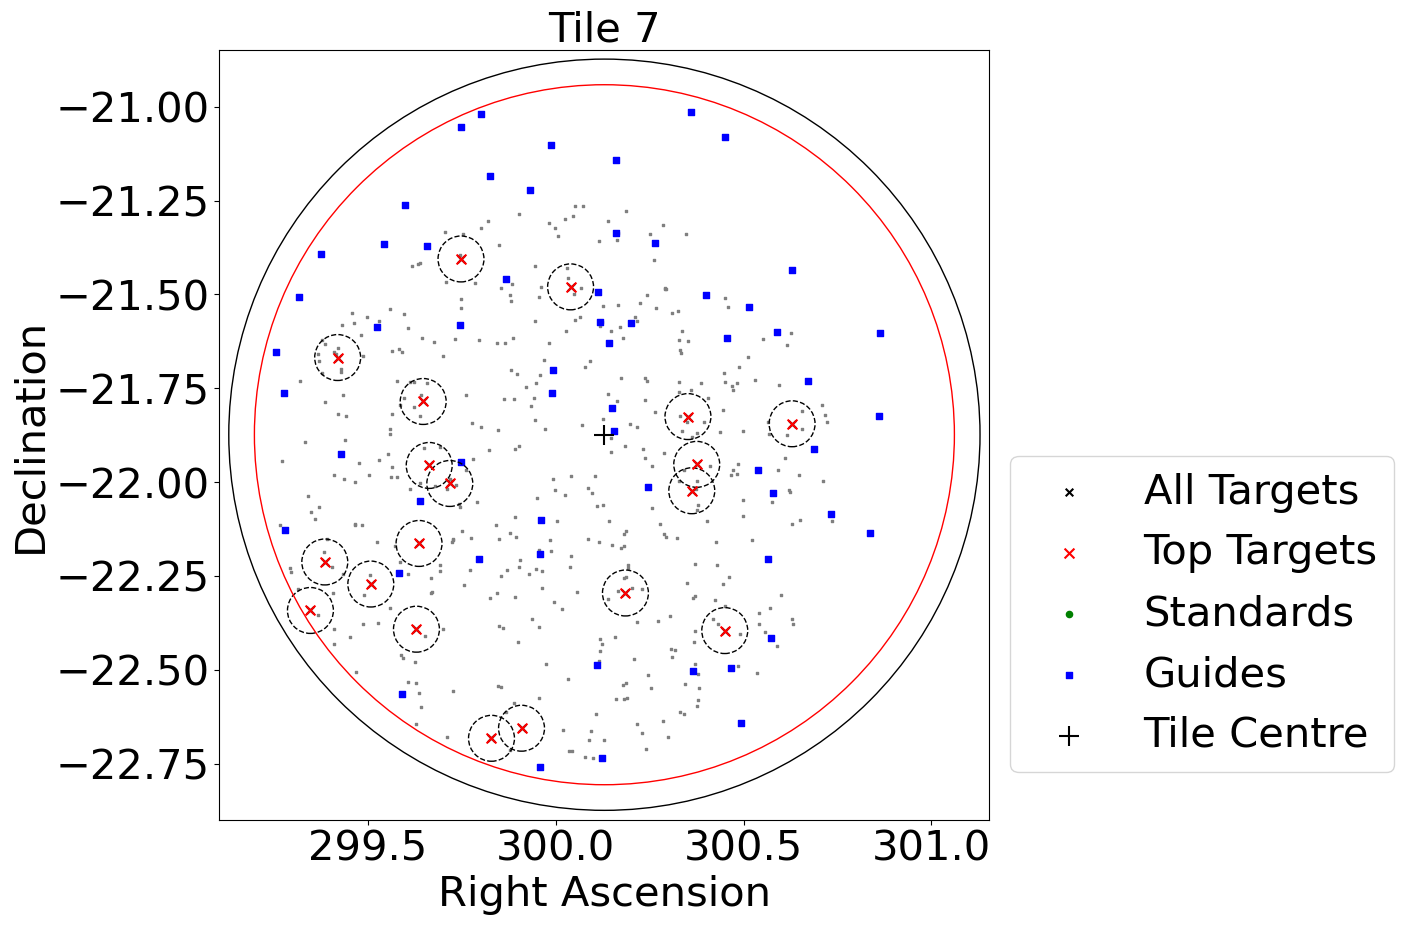 Tile 7
−21.00
−21.25
−21.50
−21.75
−22.00
−22.25
−22.50
−22.75
Declination
299.5
300.0
300.5
301.0
Right Ascension
All Targets
Top Targets
Standards
Guides
Tile Centre